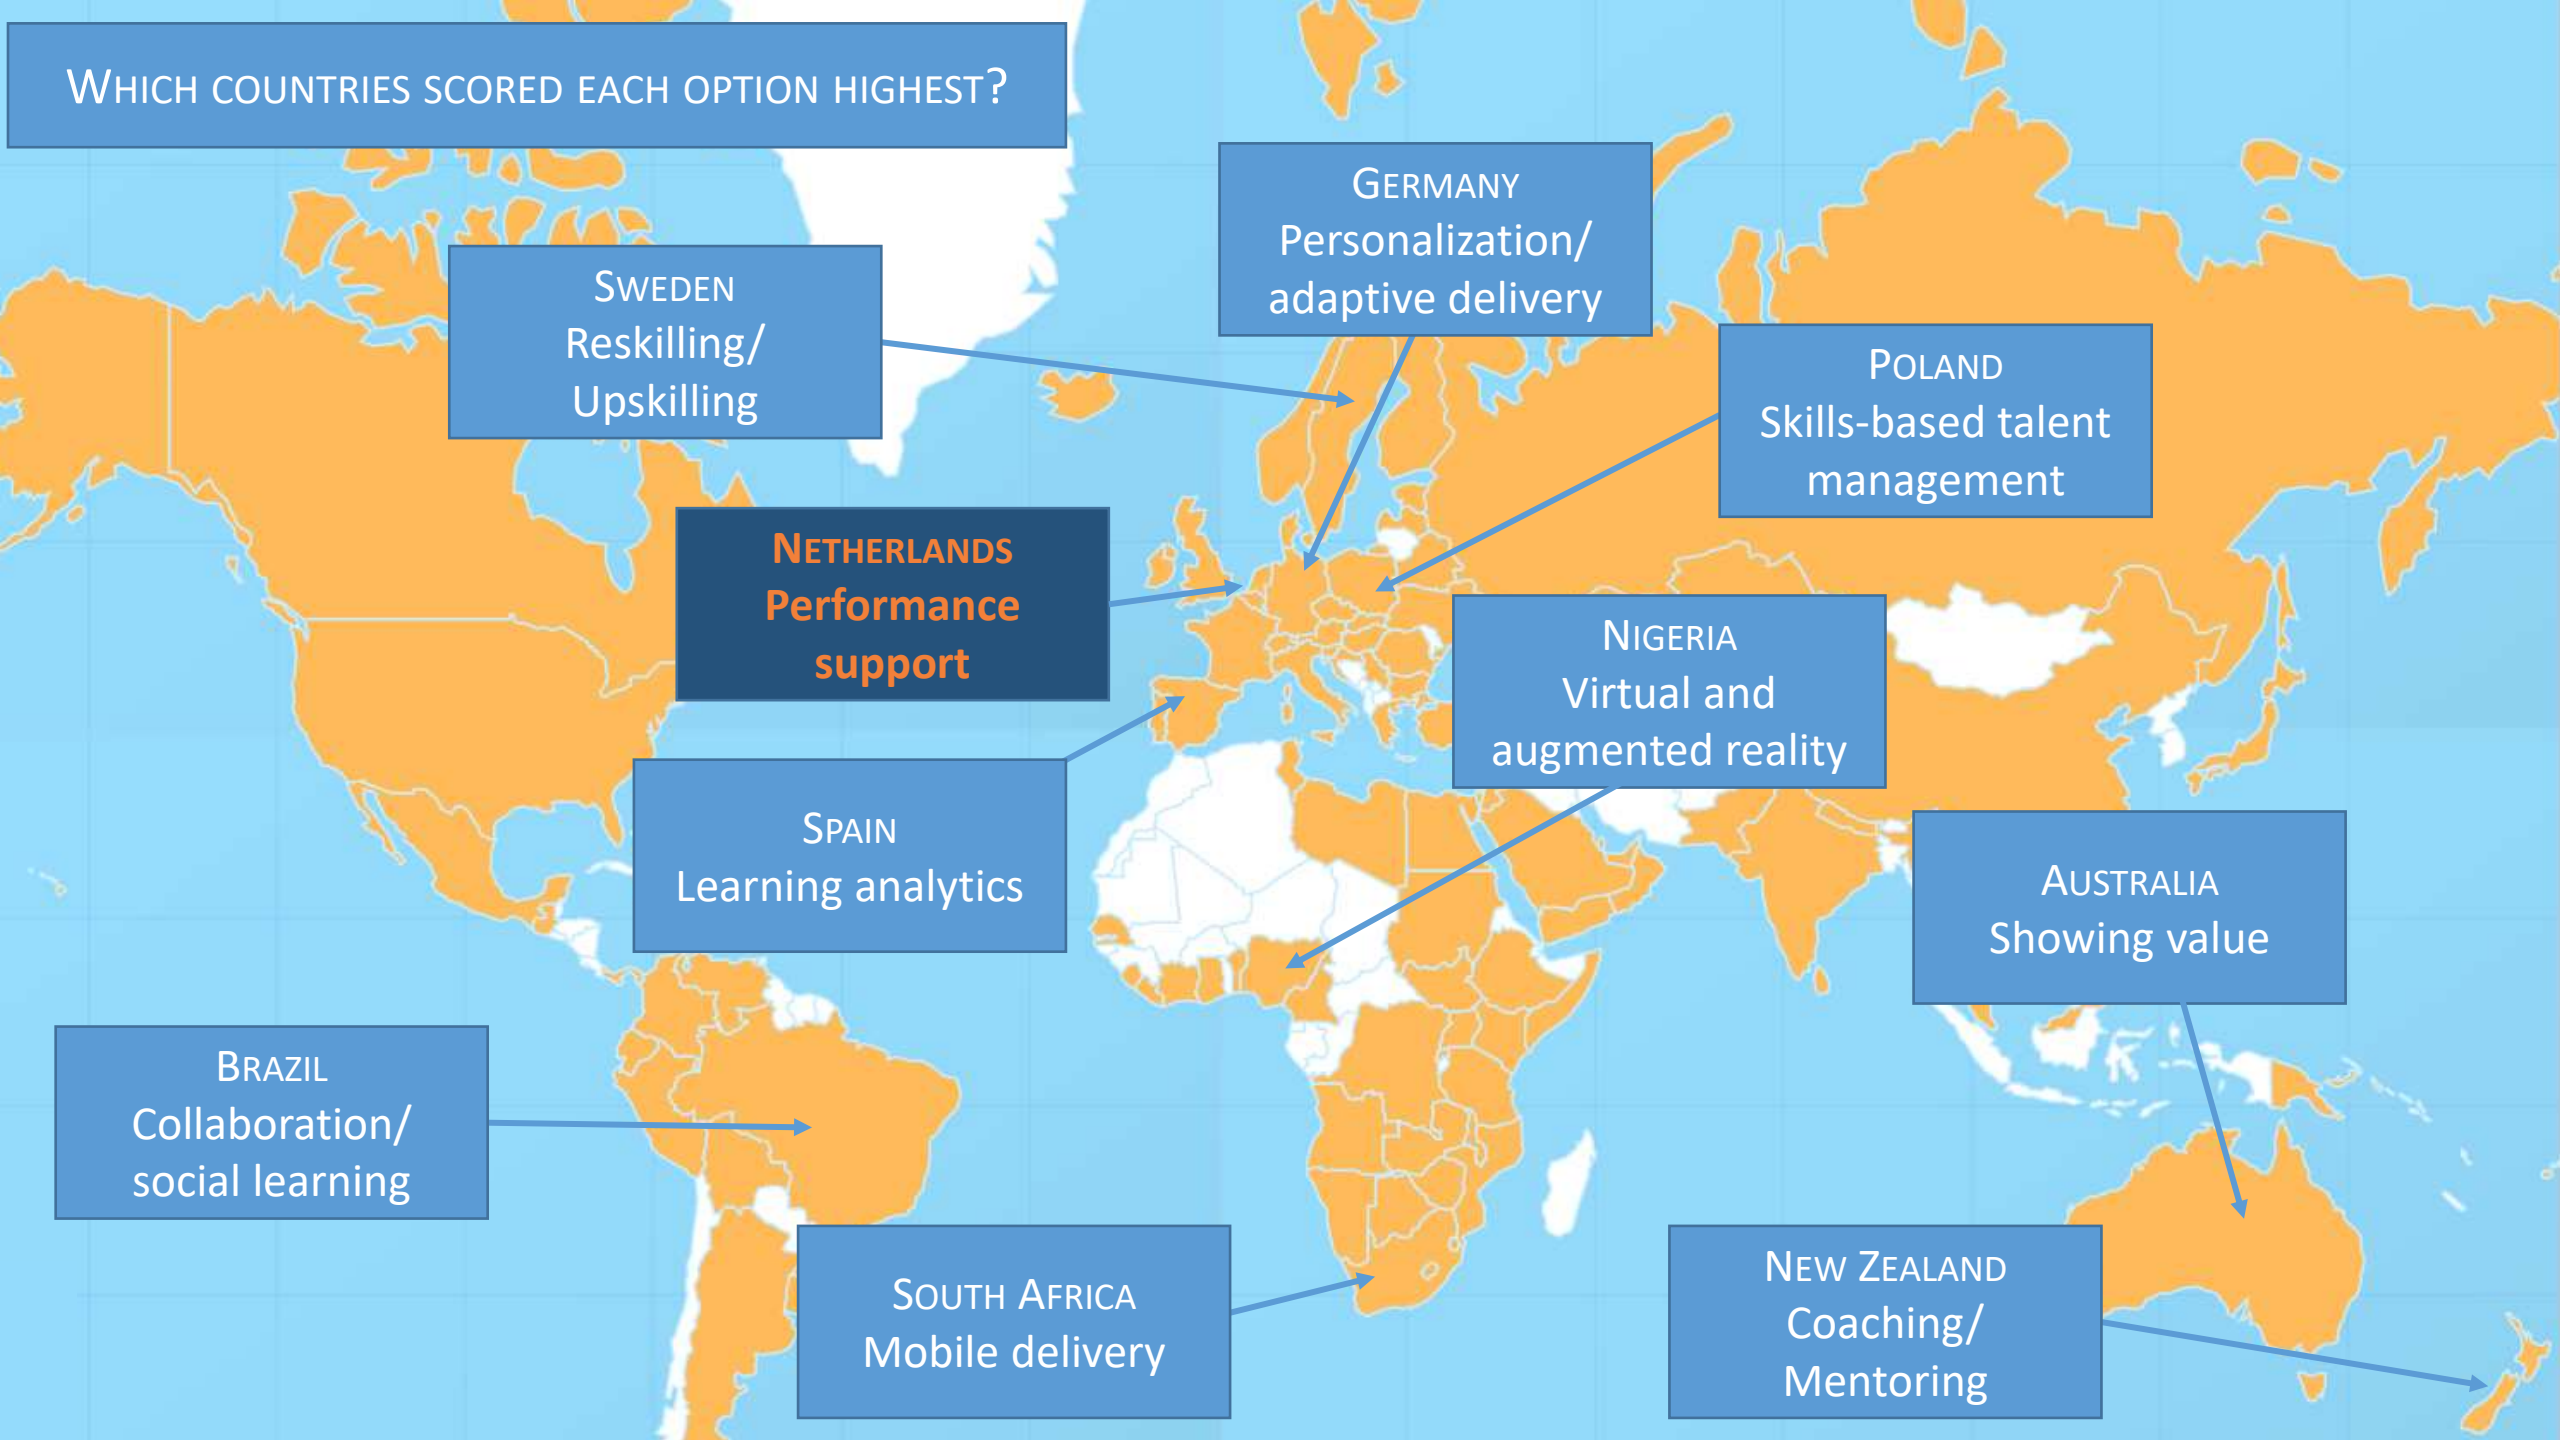 WHICH COUNTRIES SCORED EACH OPTION HIGHEST?
GERMANY
Personalization/
adaptive delivery
SWEDEN
Reskilling/
Upskilling
POLAND
Skills-based talent
management
NETHERLANDS
Performance
support
NIGERIA
Virtual and
augmented reality
SPAIN
Learning analytics
AUSTRALIA
Showing value
BRAZIL
Collaboration/
social learning
SOUTH AFRICA
Mobile delivery
NEW ZEALAND
Coaching/
Mentoring